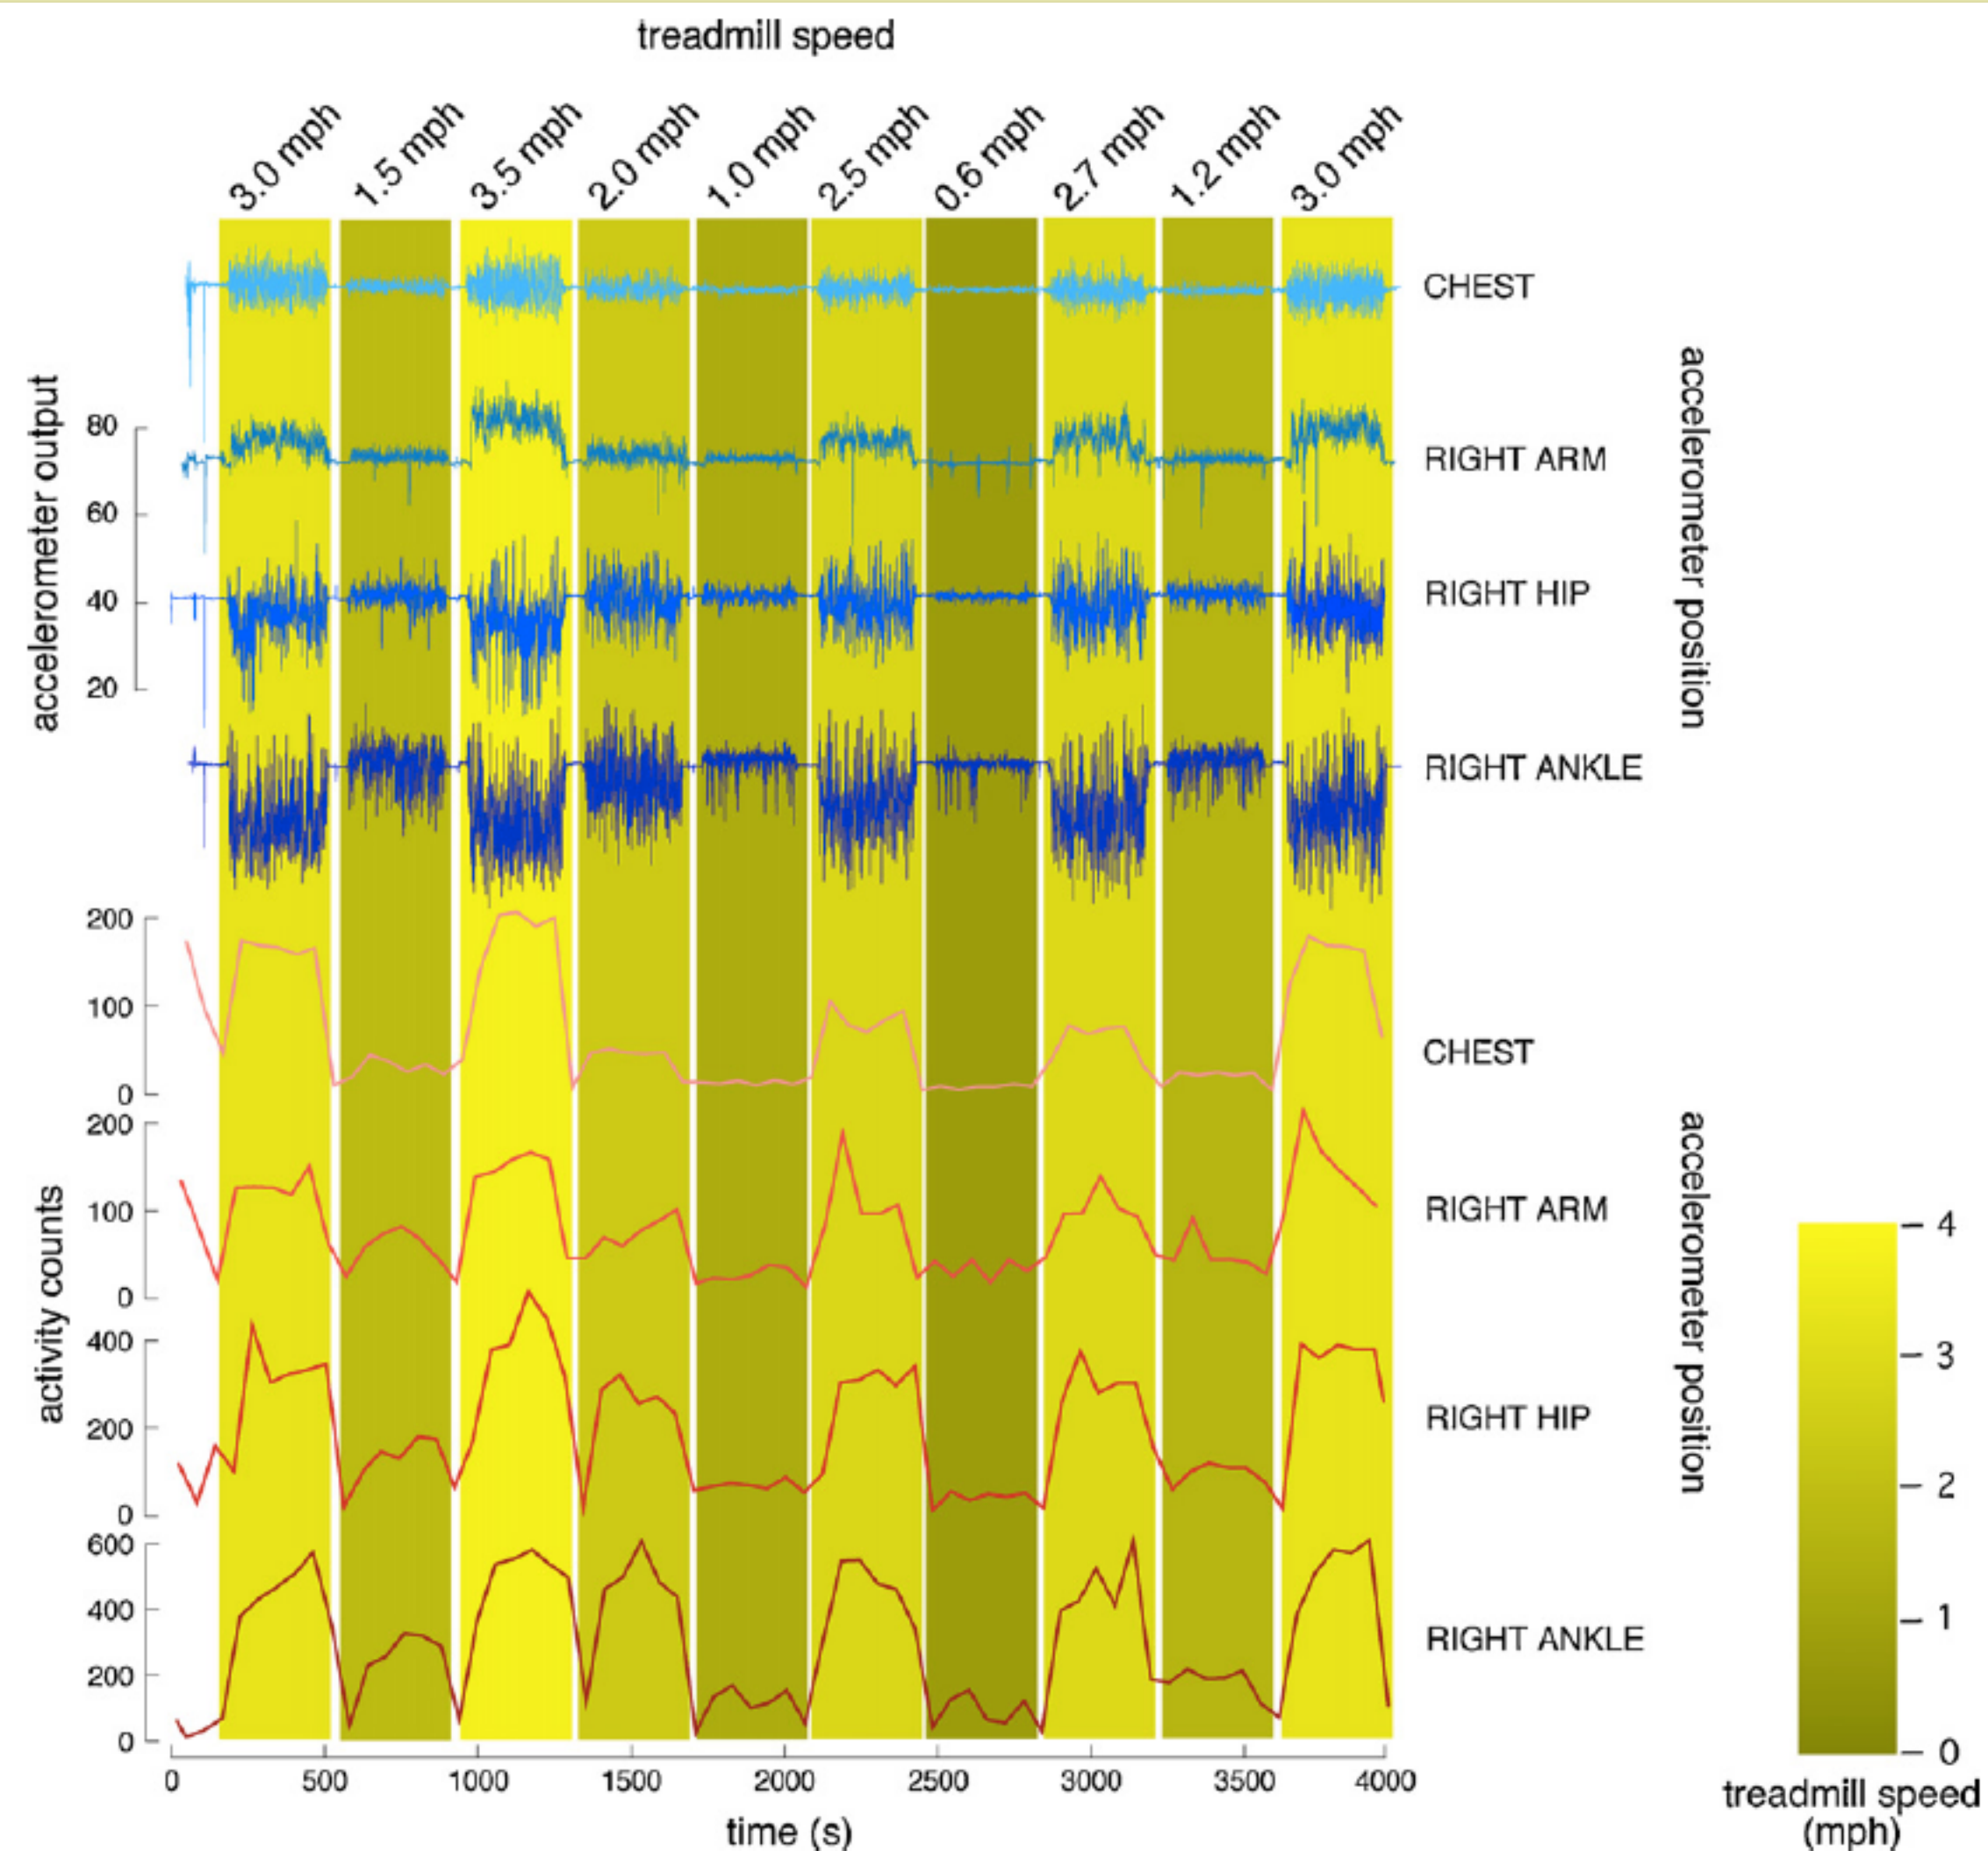 treadmill speed
3.0 mph
1.5 mph
3.5 mph
2.0 mph
1.0 mph
2.5 mph
0.6 mph
2.7 mph
1.2 mph
3.0 mph
accelerometer output
80
60
40
20
CHEST
RIGHT ARM
RIGHT HIP
RIGHT ANKLE
accelerometer position
activity counts
200
100
0
CHEST
200
100
0
RIGHT ARM
400
200
0
RIGHT HIP
600
400
200
0
RIGHT ANKLE
accelerometer position
0
500
1000
1500
2000
2500
3000
3500
4000
time (s)
4
3
2
1
0
treadmill speed
(mph)